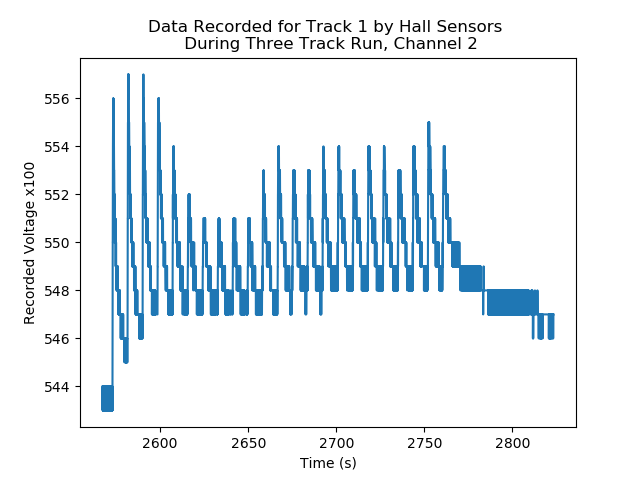 Data Recorded for Track 1 by Hall Sensors
During Three Track Run, Channel 2
556
554
552
550
548
546
544
Recorded Voltage x100
2600 2650 2700 2750 2800
Time (s)